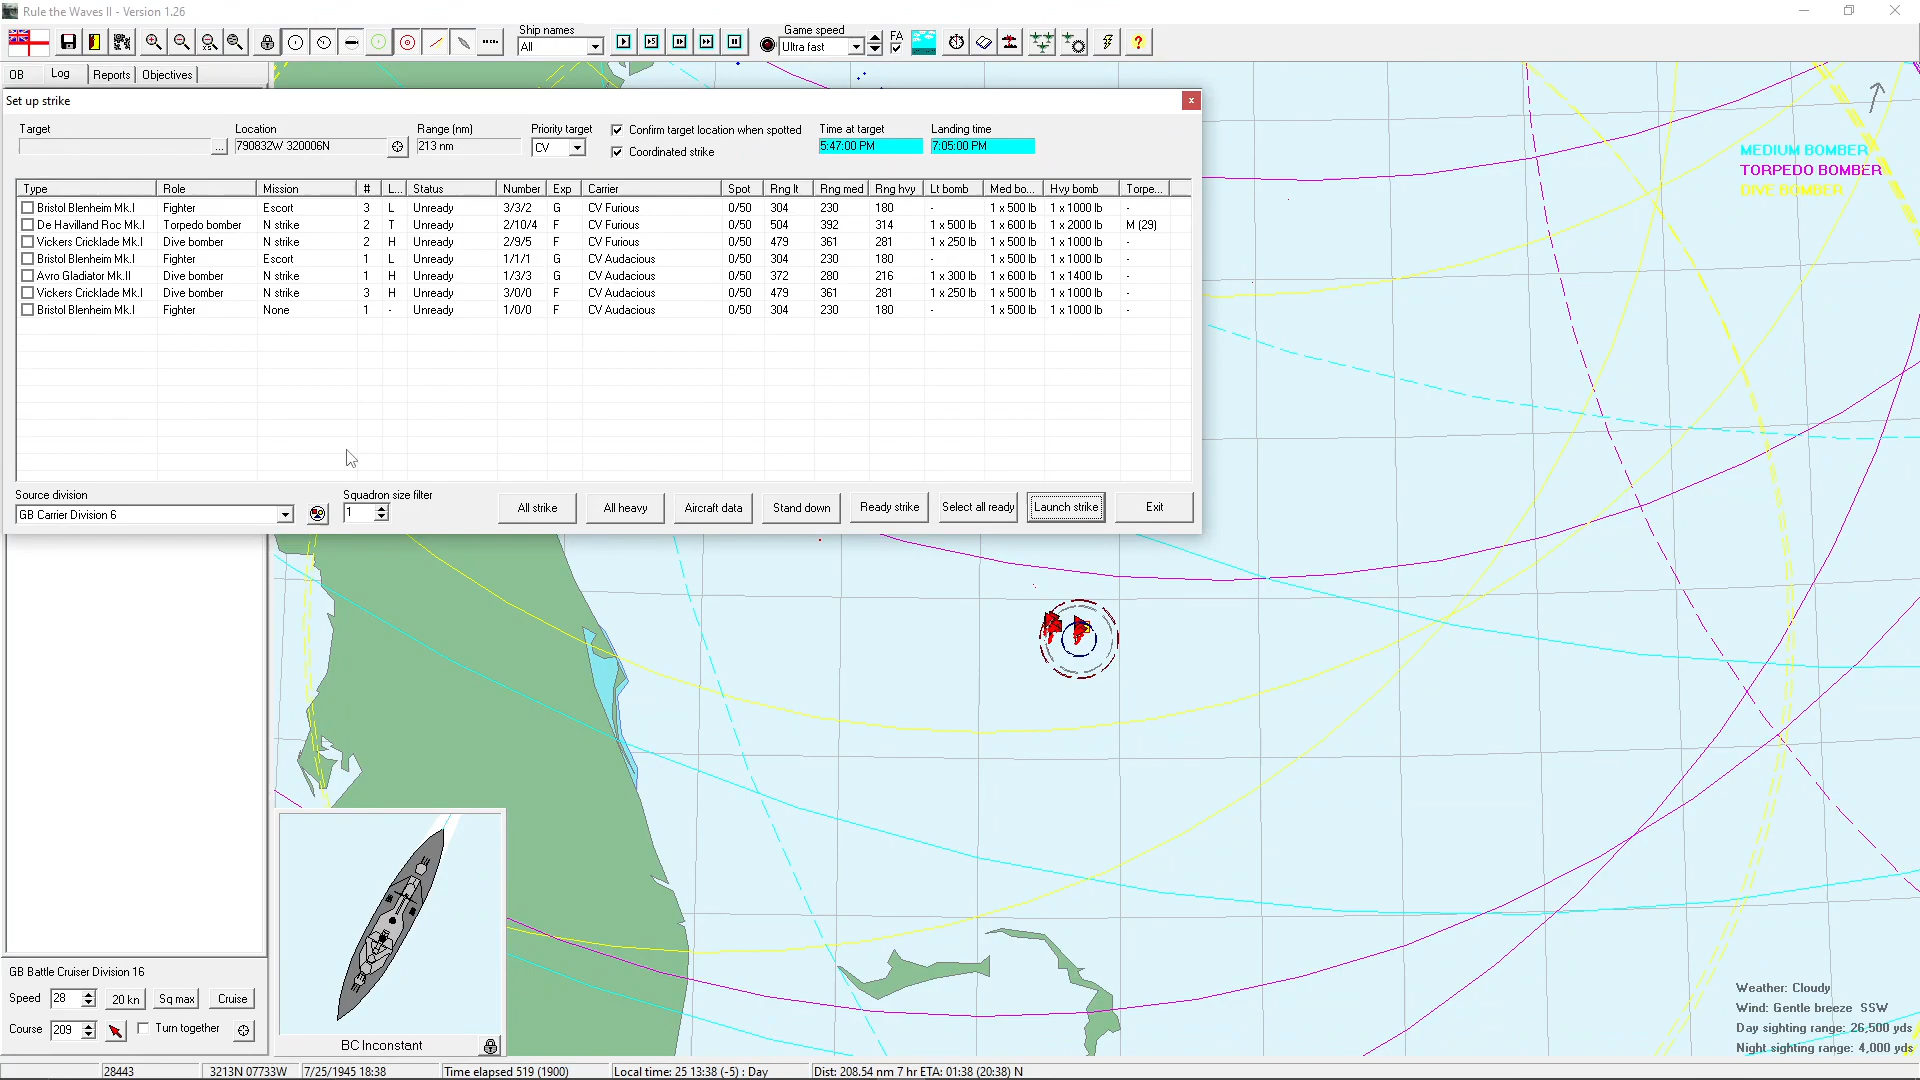 Rule the Waves II - Version 1.26
Ship names
All
Game speed
Ultra fast
FA
OB
Log
Reports
Objectives
Set up strike
Target
Location
Range (nm)
Priority target
Confirm target location when spotted
Time at target
Landing time
...
790832W 320006N
213 nm
CV
Coordinated strike
5:47:00 PM
7:05:00 PM
Type Role Mission # L... Status Number Exp Carrier Spot Rng lt Rng med Rng hvy Lt bomb Med bo... Hvy bomb Torpe...
Bristol Blenheim Mk.I Fighter Escort 3 L Unready 3/3/2 G CV Furious 0/50 304 230 180 - 1 x 500 lb 1 x 1000 lb -
De Havilland Roc Mk.I Torpedo bomber N strike 2 T Unready 2/10/4 F CV Furious 0/50 504 392 314 1 x 500 lb 1 x 600 lb 1 x 2000 lb M (29)
Vickers Cricklade Mk.I Dive bomber N strike 2 H Unready 2/9/5 F CV Furious 0/50 479 361 281 1 x 250 lb 1 x 500 lb 1 x 1000 lb -
Bristol Blenheim Mk.I Fighter Escort 1 L Unready 1/1/1 G CV Audacious 0/50 304 230 180 - 1 x 500 lb 1 x 1000 lb -
Avro Gladiator Mk.II Dive bomber N strike 1 H Unready 1/3/3 G CV Audacious 0/50 372 280 216 1 x 300 lb 1 x 600 lb 1 x 1400 lb -
Vickers Cricklade Mk.I Dive bomber N strike 3 H Unready 3/0/0 F CV Audacious 0/50 479 361 281 1 x 250 lb 1 x 500 lb 1 x 1000 lb -
Bristol Blenheim Mk.I Fighter None 1 - Unready 1/0/0 F CV Audacious 0/50 304 230 180 - 1 x 500 lb 1 x 1000 lb -
Source division
GB Carrier Division 6
Squadron size filter
1
All strike
All heavy
Aircraft data
Stand down
Ready strike
Select all ready
Launch strike
Exit
MEDIUM BOMBER
TORPEDO BOMBER
DIVE BOMBER
GB Battle Cruiser Division 16
Speed 28 20 kn Sq max Cruise
Course 209 Turn together
BC Inconstant
Weather: Cloudy
Wind: Gentle breeze SSW
Day sighting range: 26,500 yds
Night sighting range: 4,000 yds
28443
3213N 07733W
7/25/1945 18:38
Time elapsed 519 (1900)
Local time: 25 13:38 (-5) : Day
Dist: 208.54 nm 7 hr ETA: 01:38 (20:38) N